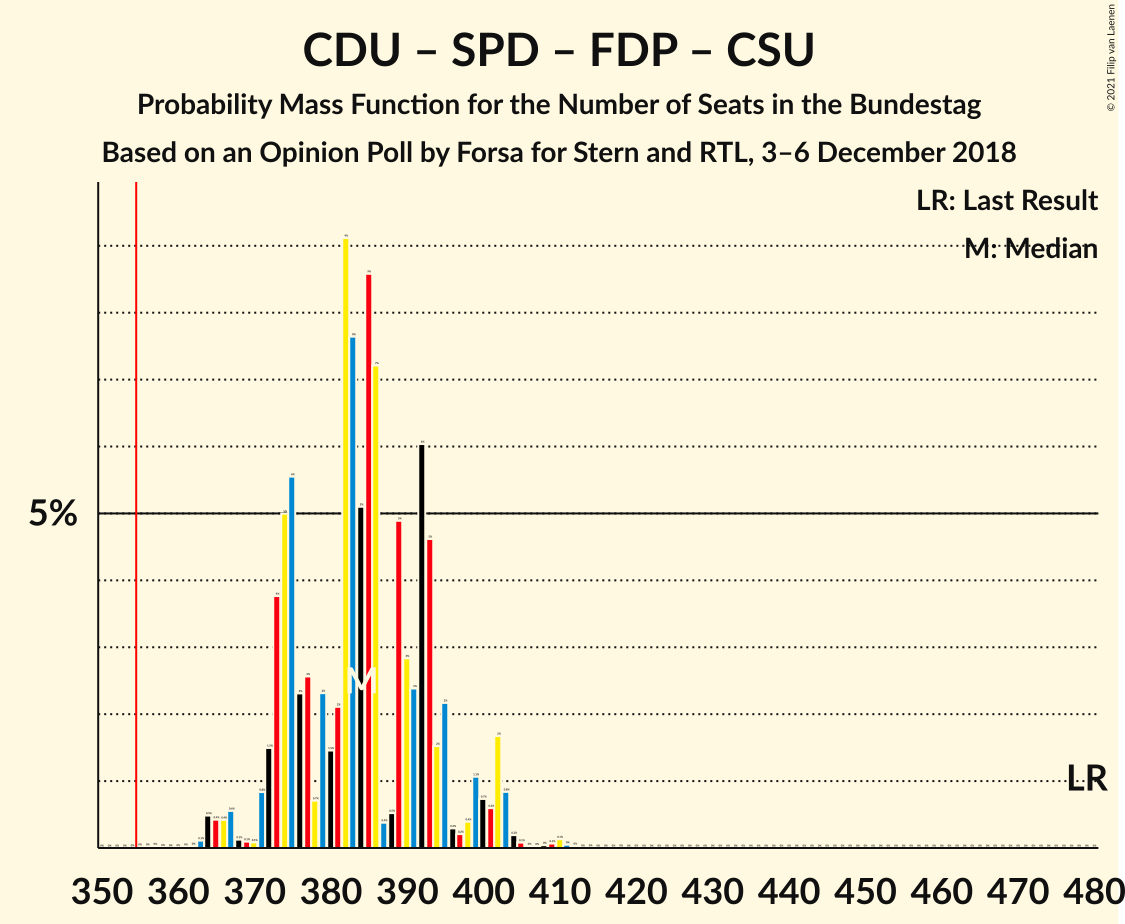 CDU – SPD – FDP – CSU
Probability Mass Function for the Number of Seats in the Bundestag
Based on an Opinion Poll by Forsa for Stern and RTL, 3–6 December 2018
© 2021 Filip van Laenen
LR: Last Result
M: Median
5%
M
LR
350 360 370 380 390 400 410 420 430 440 450 460 470 480